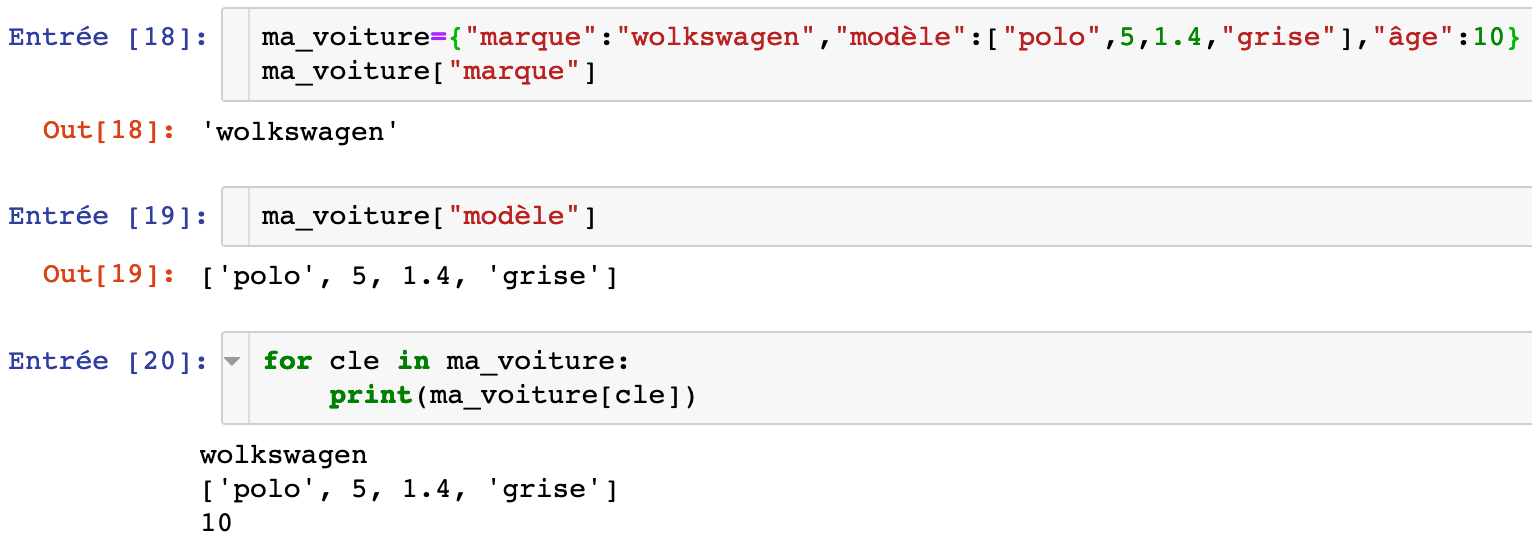 Entrée [18]: ma_voiture={"marque":"wolkswagen","modèle":["polo",5,1.4,"grise"],"âge":10}
ma_voiture["marque"]
Out[18]: 'wolkswagen'
Entrée [19]: ma_voiture["modèle"]
Out[19]: ['polo', 5, 1.4, 'grise']
Entrée [20]: for cle in ma_voiture:
    print(ma_voiture[cle])
wolkswagen
['polo', 5, 1.4, 'grise']
10